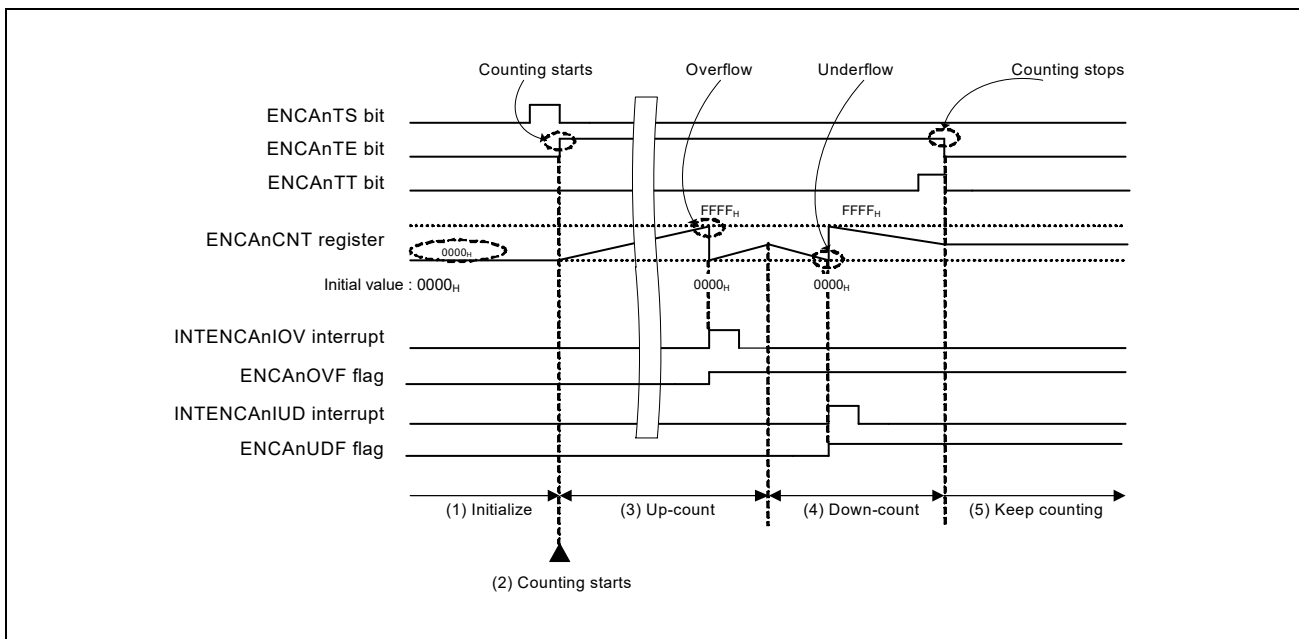 Counting starts
Overflow
Underflow
Counting stops
ENCAnTS bit
ENCAnTE bit
ENCAnTT bit
FFFFH
FFFFH
ENCAnCNT register
0000H
Initial value : 0000H
0000H
0000H
INTENCAnIOV interrupt
ENCAnOVF flag
INTENCAnIUD interrupt
ENCAnUDF flag
(1) Initialize
(3) Up-count
(4) Down-count
(5) Keep counting
(2) Counting starts